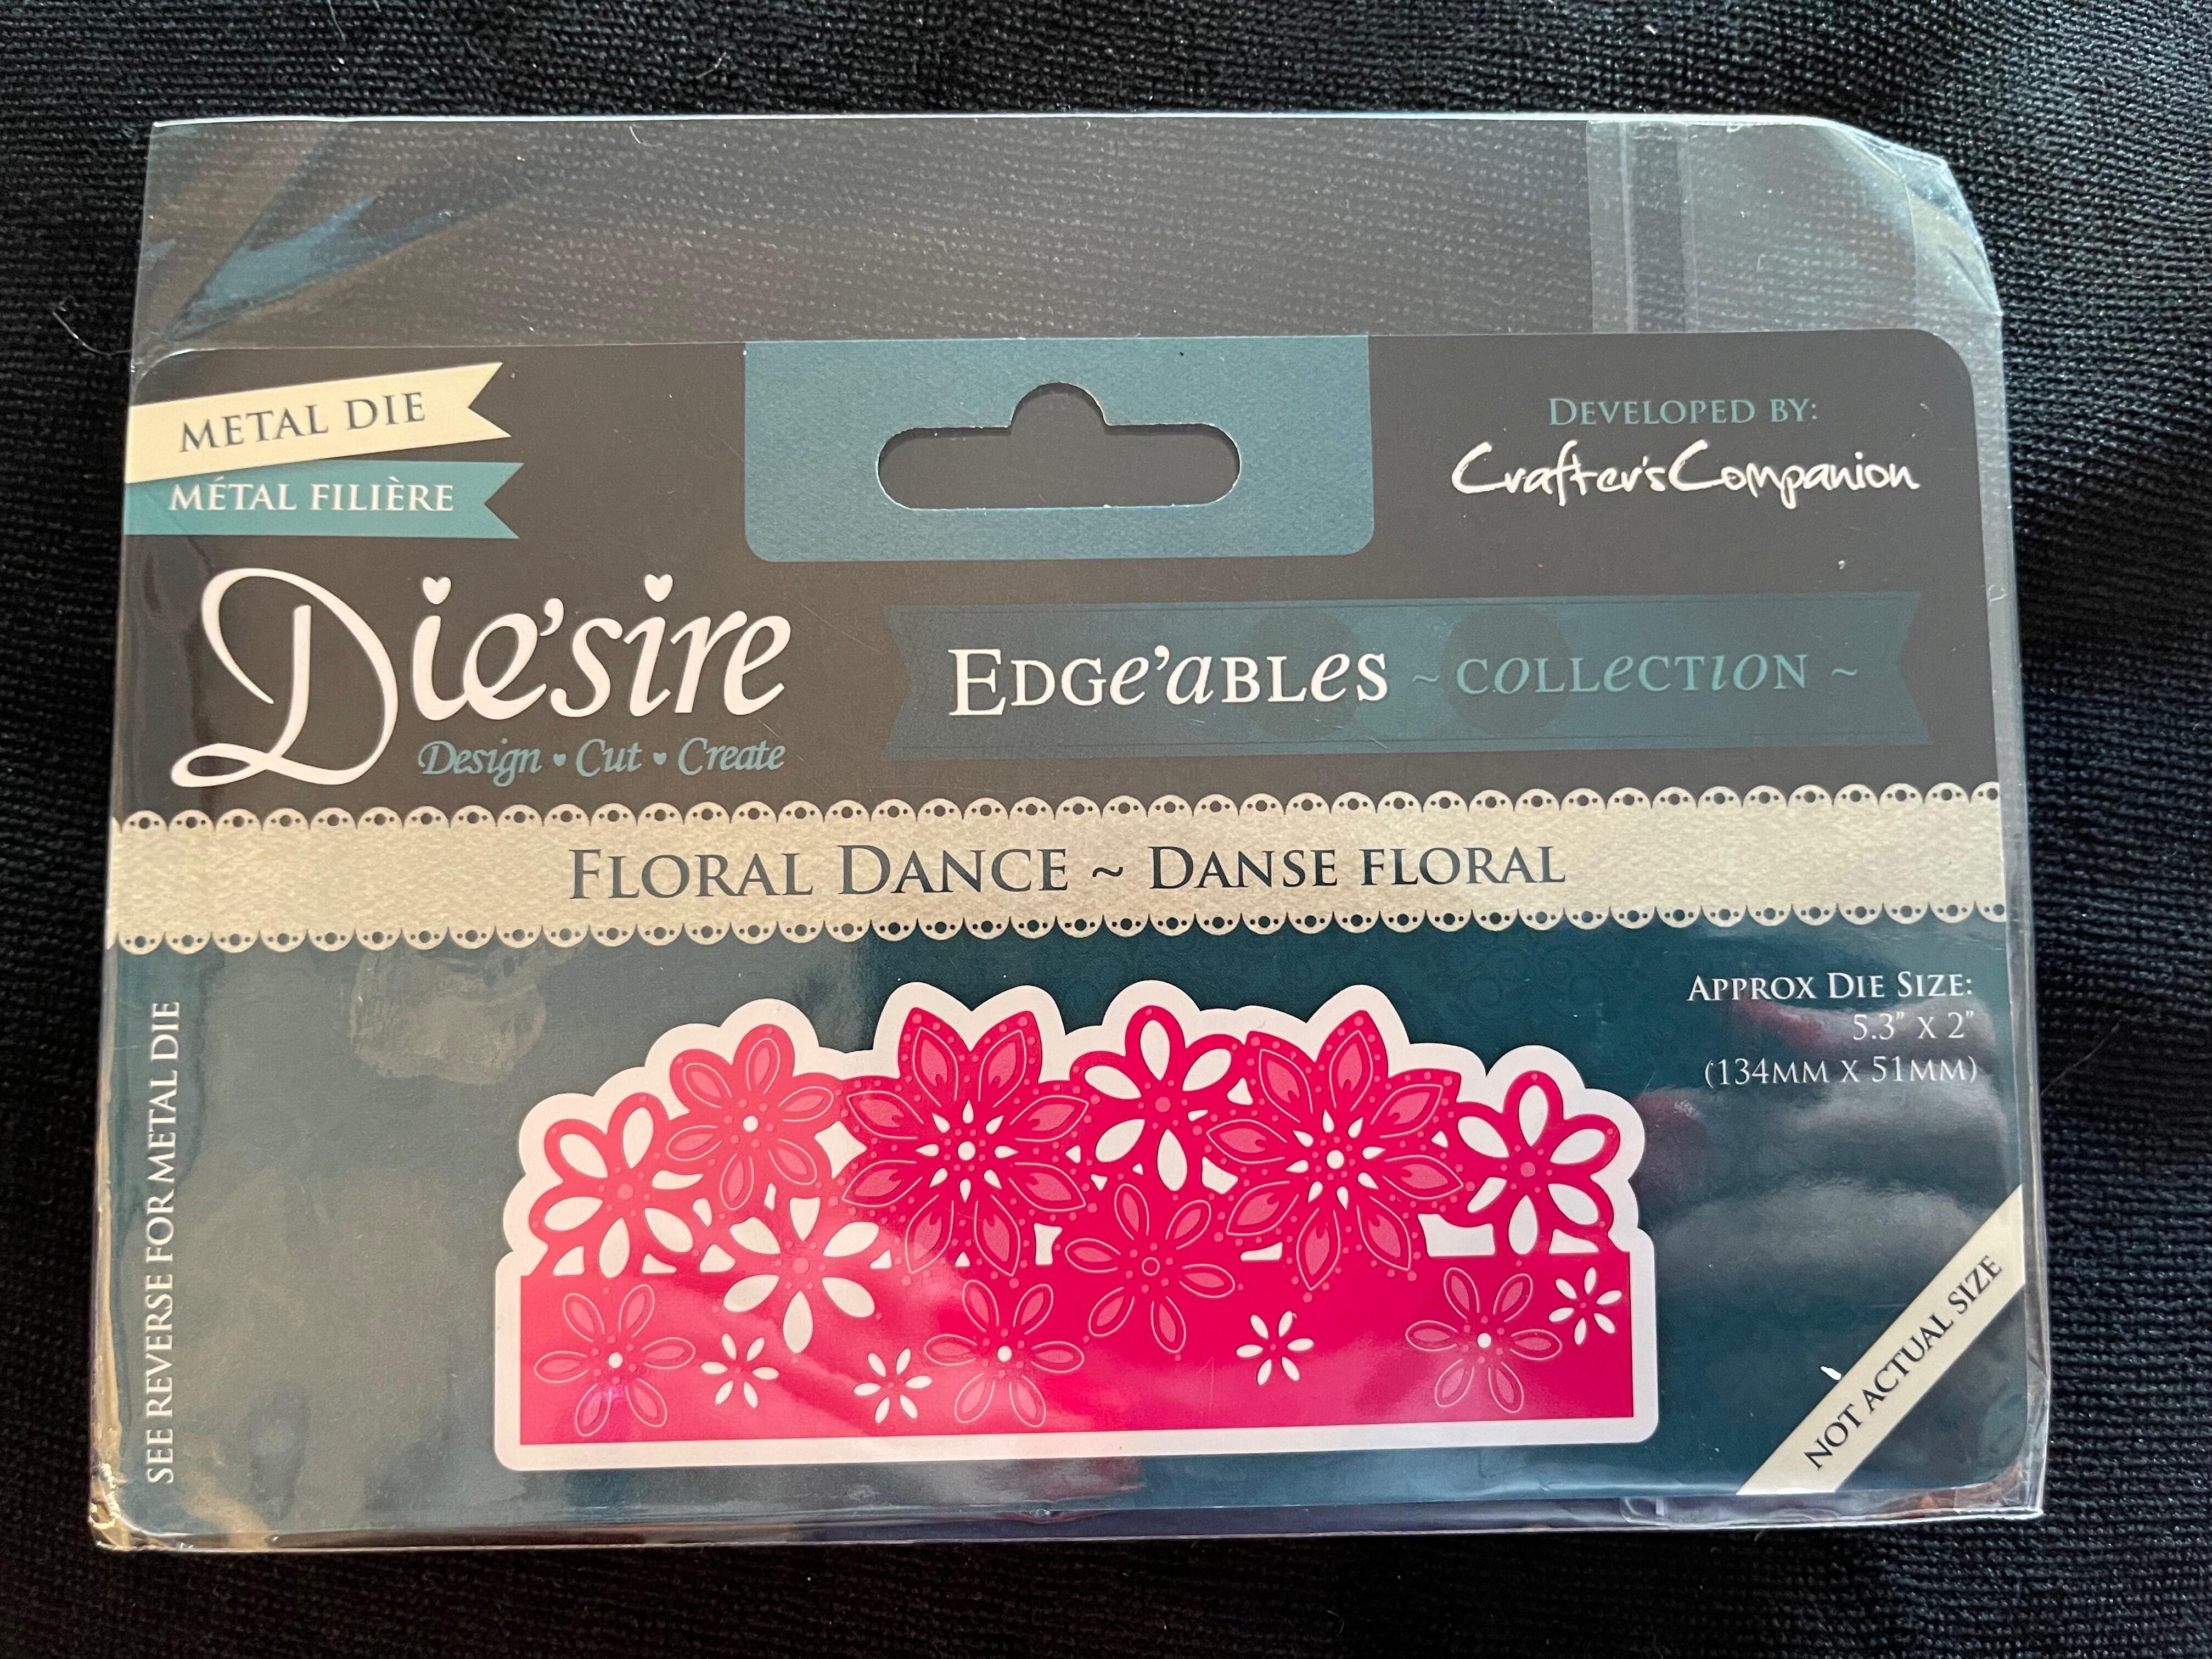 METAL DIE
MÉTAL FILIÈRE
DEVELOPED BY:
Crafter's Companion
Die'sire
Design • Cut • Create
EDGE'ABLES ~ COLLECTION ~
FLORAL DANCE ~ DANSE FLORAL
APPROX DIE SIZE:
5.3" X 2"
(134MM X 51MM)
SEE REVERSE FOR METAL DIE
NOT ACTUAL SIZE